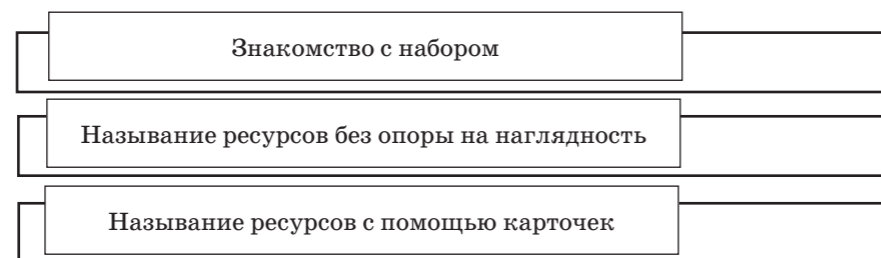 Знакомство с набором
Называние ресурсов без опоры на наглядность
Называние ресурсов с помощью карточек